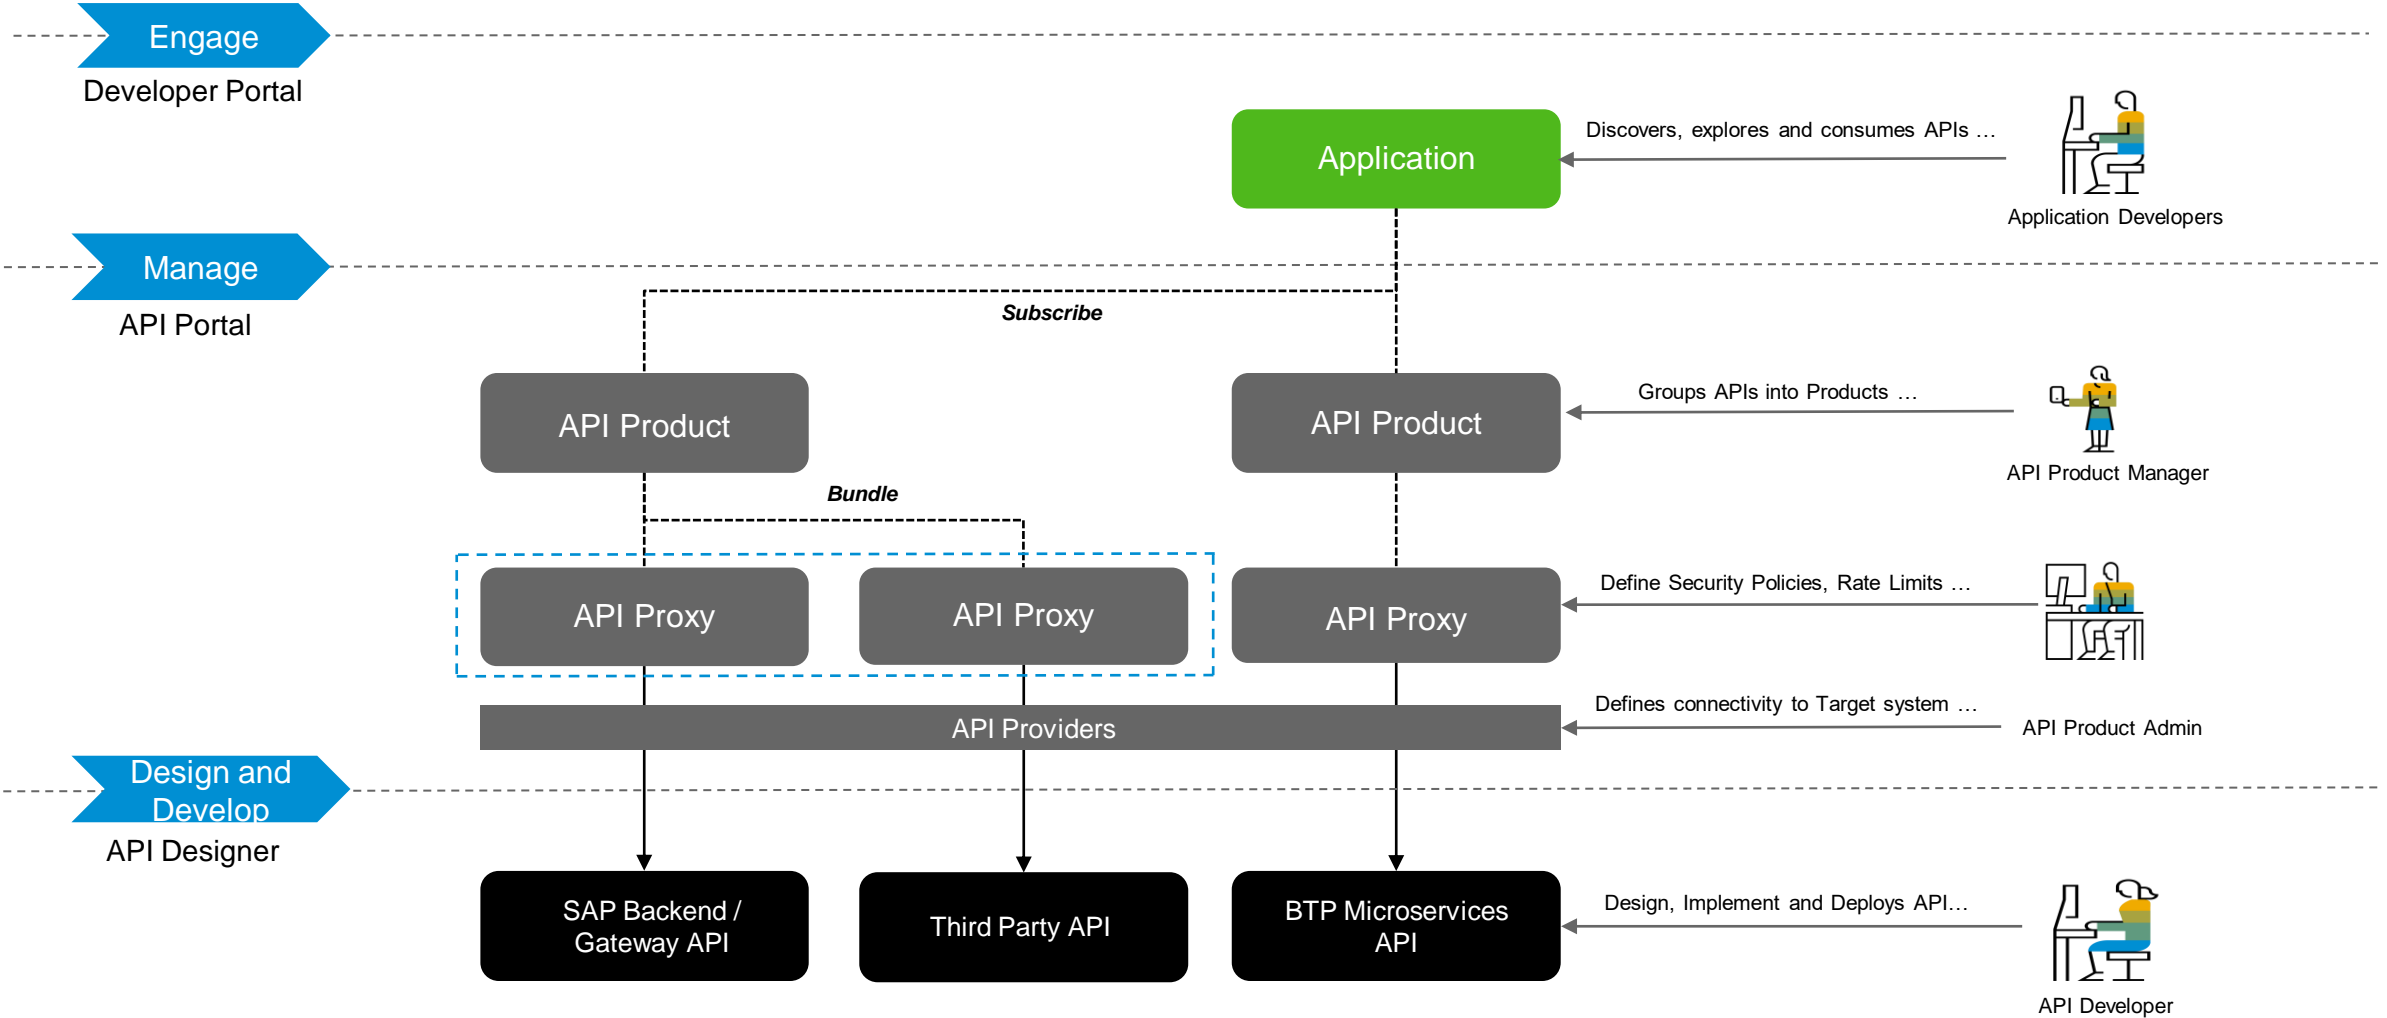 Engage
Developer Portal
Discovers, explores and consumes APIs …
Application
Application Developers
Manage
API Portal
Subscribe
Groups APIs into Products …
API Product
API Product
API Product Manager
Bundle
Define Security Policies, Rate Limits …
API Proxy
API Proxy
API Proxy
Defines connectivity to Target system …
API Providers
API Product Admin
Design and
Develop
API Designer
SAP Backend /
Gateway API
Third Party API
BTP Microservices
API
Design, Implement and Deploys API…
API Developer